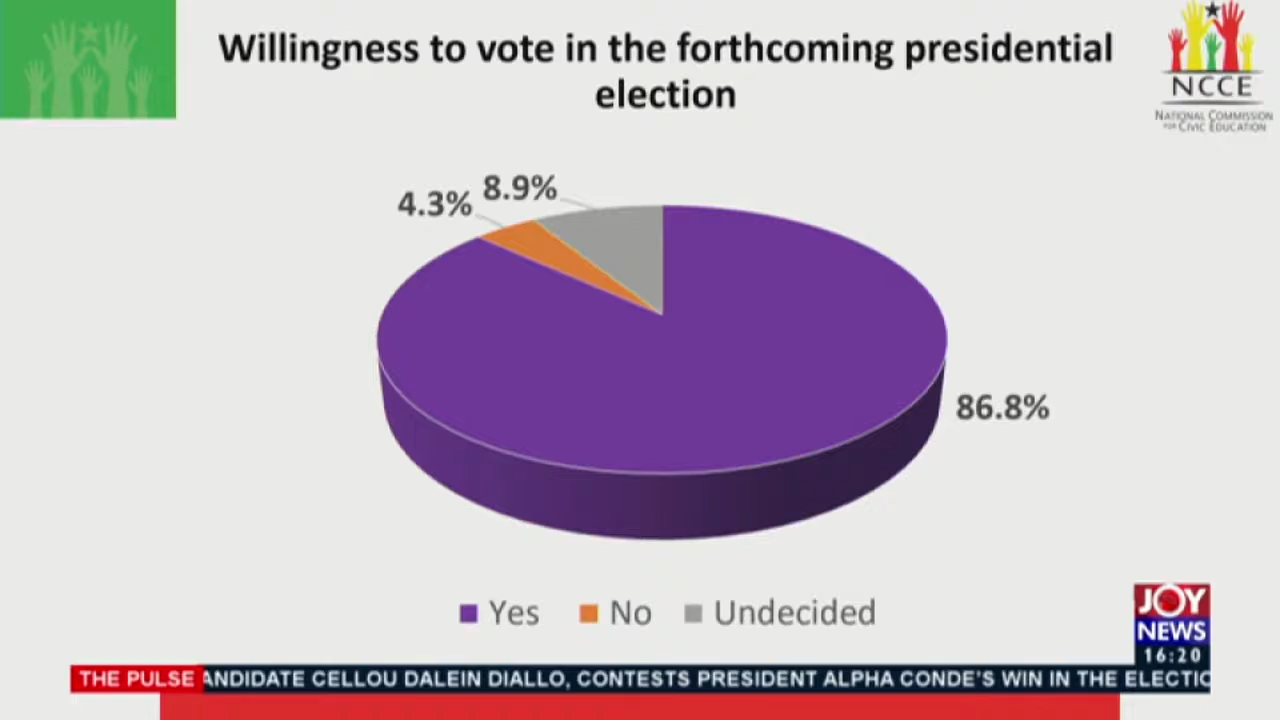 Willingness to vote in the forthcoming presidential
election
NCCE
NATIONAL COMMISSION
FOR CIVIC EDUCATION
4.3%
8.9%
86.8%
Yes
No
Undecided
JOY
NEWS
16:20
THE PULSE
ANDIDATE CELLOU DALEIN DIALLO, CONTESTS PRESIDENT ALPHA CONDE'S WIN IN THE ELECTIO